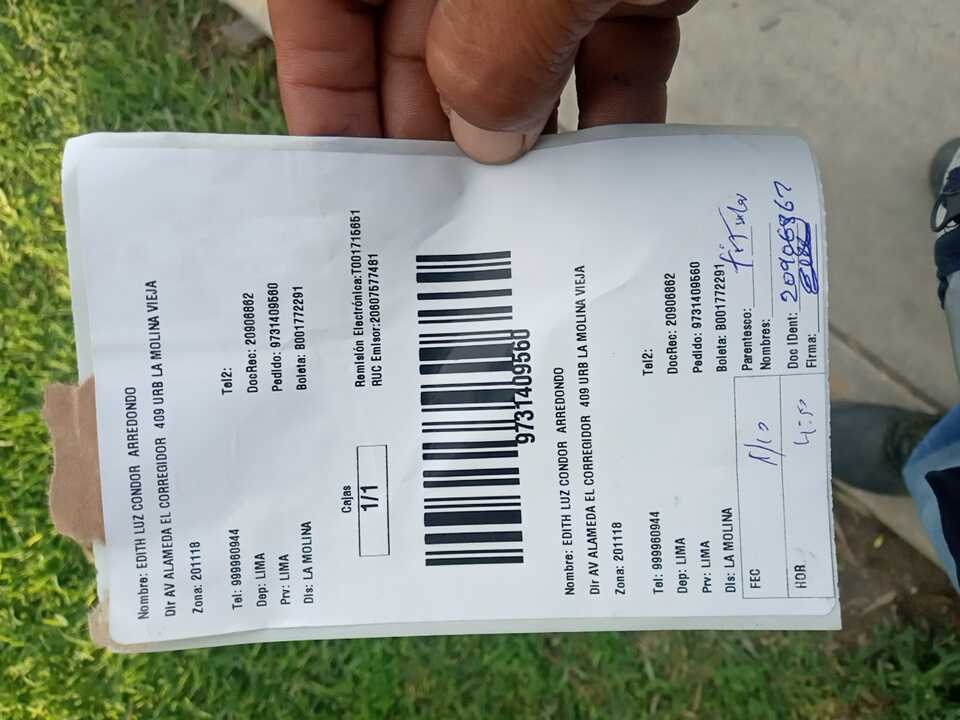 Nombre: EDITH LUZ CONDOR ARREDONDO
Dir AV ALAMEDA EL CORREGIDOR 409 URB LA MOLINA VIEJA
Zona: 201118
Tel: 999960944 Tel2:
Dep: LIMA DocRec: 20906862
Prv: LIMA Pedido: 9731409560
Dis: LA MOLINA Boleta: B001772291
Cajas
1/1
Remisión Electrónica:T001715651
RUC Emisor:20607577481
9731409560
Nombre: EDITH LUZ CONDOR ARREDONDO
Dir AV ALAMEDA EL CORREGIDOR 409 URB LA MOLINA VIEJA
Zona: 201118
Tel: 999960944 Tel2:
Dep: LIMA DocRec: 20906862
Prv: LIMA Pedido: 9731409560
Dis: LA MOLINA Boleta: B001772291
FEC Parentesco:
Nombres:
HOR Doc IDent: 20906867
Firma: